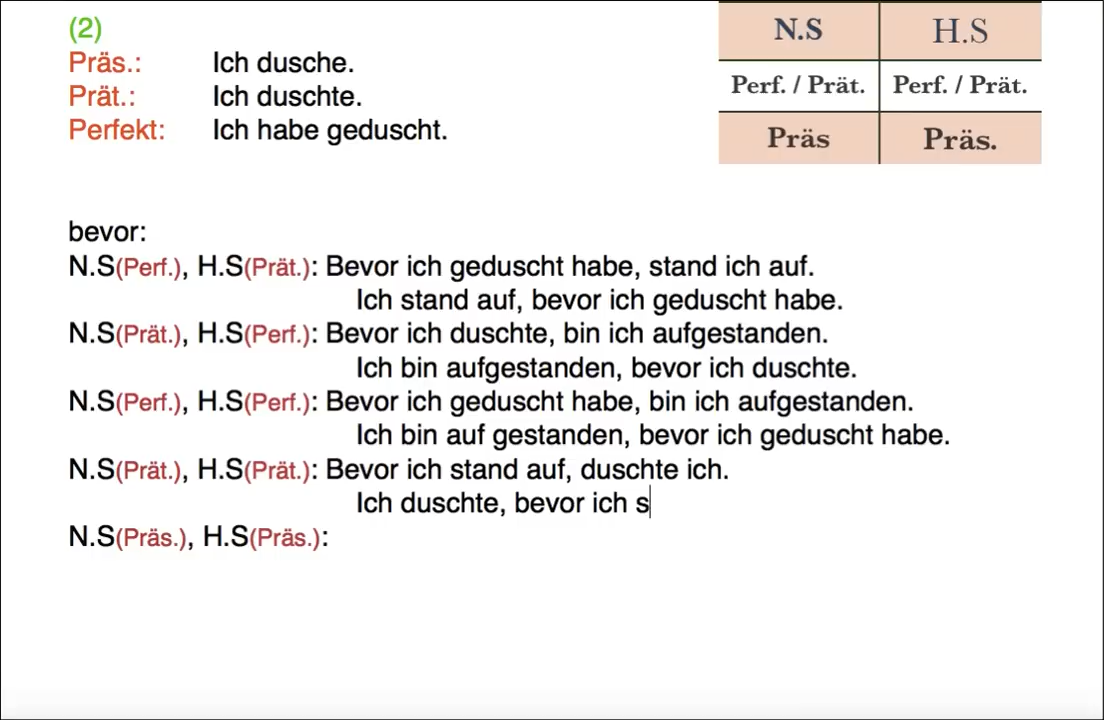 (2)
Präs.: Ich dusche.
Prät.: Ich duschte.
Perfekt: Ich habe geduscht.
N.S H.S
Perf. / Prät. Perf. / Prät.
Präs Präs.
bevor:
N.S(Perf.), H.S(Prät.): Bevor ich geduscht habe, stand ich auf.
Ich stand auf, bevor ich geduscht habe.
N.S(Prät.), H.S(Perf.): Bevor ich duschte, bin ich aufgestanden.
Ich bin aufgestanden, bevor ich duschte.
N.S(Perf.), H.S(Perf.): Bevor ich geduscht habe, bin ich aufgestanden.
Ich bin auf gestanden, bevor ich geduscht habe.
N.S(Prät.), H.S(Prät.): Bevor ich stand auf, duschte ich.
Ich duschte, bevor ich s
N.S(Präs.), H.S(Präs.):